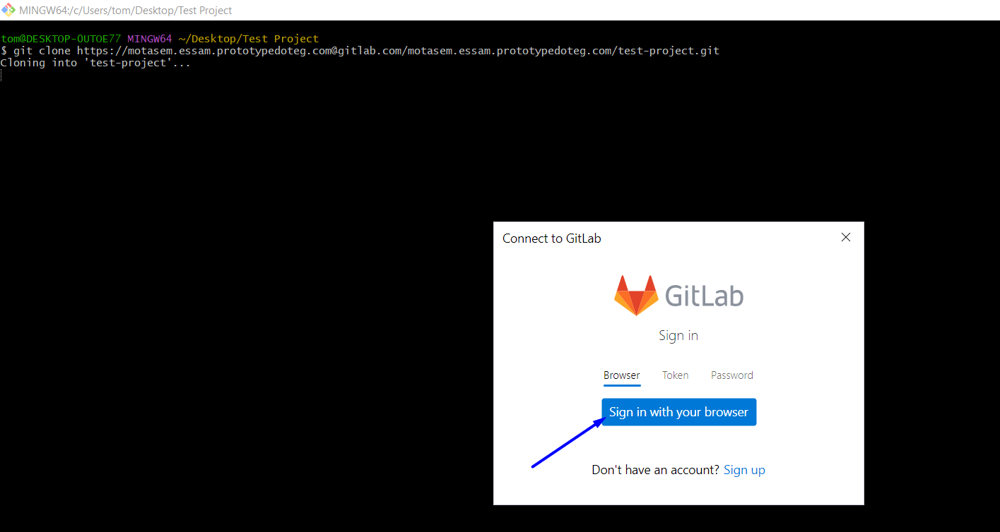 MINGW64:/c/Users/tom/Desktop/Test Project
tom@DESKTOP-OUTOE77 MINGW64 ~/Desktop/Test Project
$ git clone https://motasem.essam.prototypedoteg.com@gitlab.com/motasem.essam.prototypedoteg.com/test-project.git
Cloning into 'test-project'...
Connect to GitLab
GitLab
Sign in
Browser Token Password
Sign in with your browser
Don't have an account? Sign up